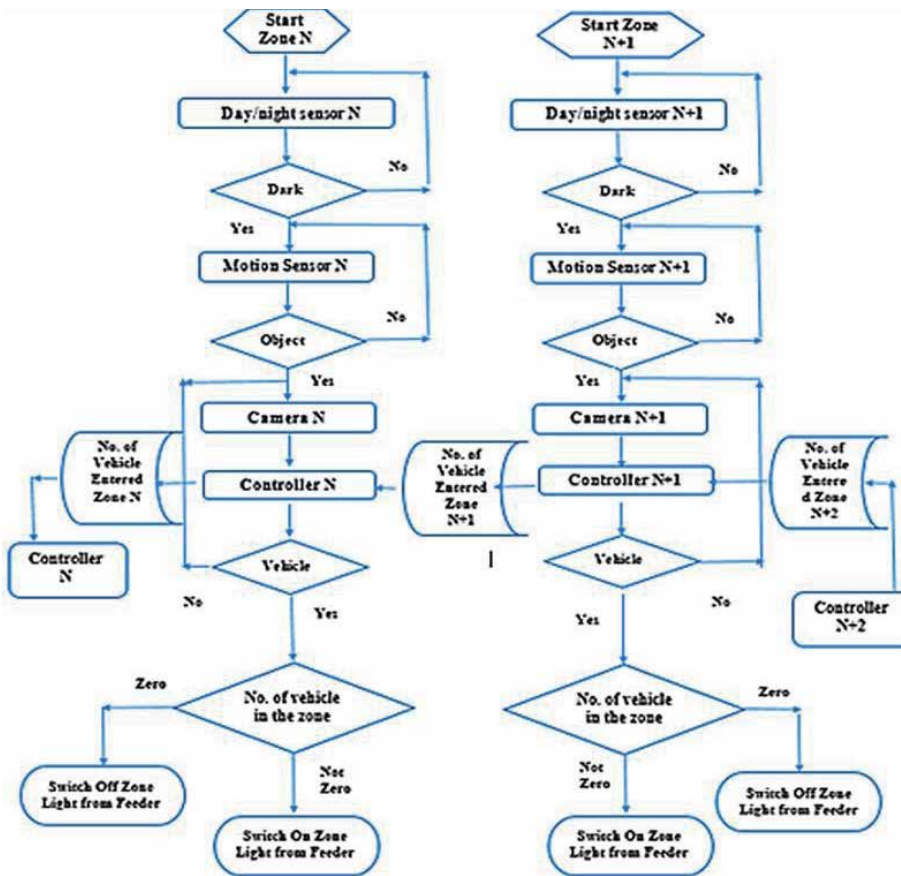 Start
Zone N
Day/night sensor N
No
Dark
Yes
Motion Sensor N
No
Object
Yes
Camera N
No. of
Vehicle
Entered
Zone N
Controller N
Controller
N
Vehicle
No
Yes
Zero
No. of vehicle
in the zone
Not
Zero
Switch Off Zone
Light from Feeder
Switch On Zone
Light from Feeder
Start Zone
N+1
Day/night sensor N+1
No
Dark
Yes
Motion Sensor N+1
No
Object
Yes
Camera N+1
No. of
Vehicle
Entered
Zone
N+1
Controller N+1
No. of
Vehicle
Entere
d Zone
N+2
Vehicle
No
Controller
N+2
Yes
Zero
No. of vehicle
in the zone
Not
Zero
Switch Off Zone
Light from Feeder
Switch On Zone
Light from Feeder